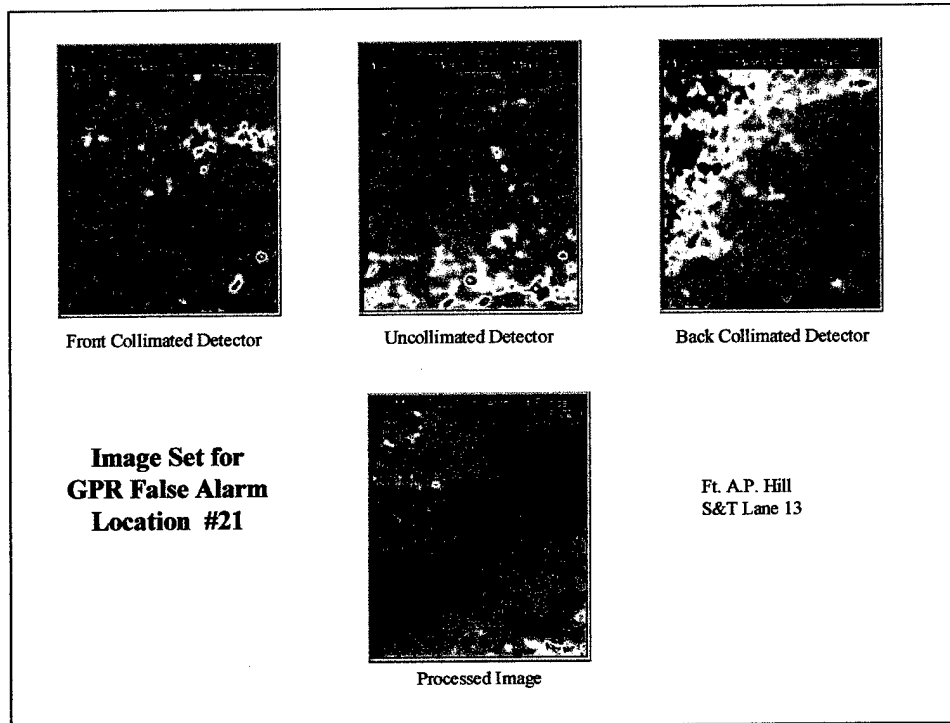 Front Collimated Detector
Uncollimated Detector
Back Collimated Detector
Image Set for
GPR False Alarm
Location #21
Ft. A.P. Hill
S&T Lane 13
Processed Image